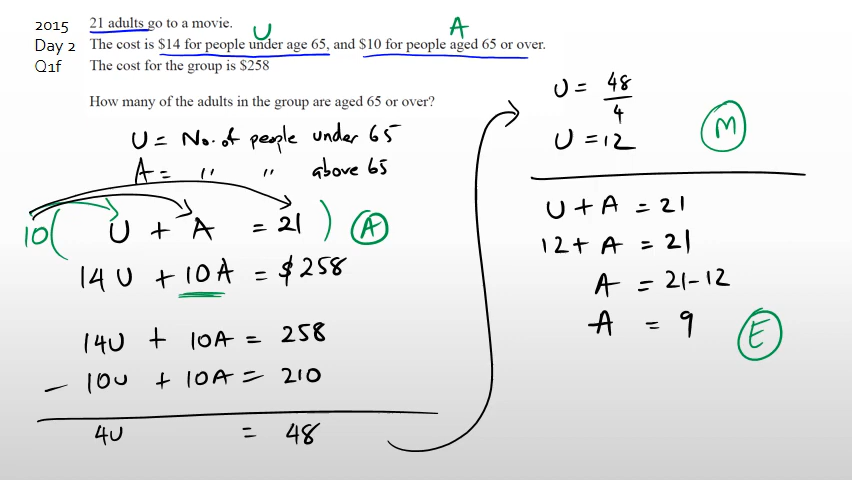 2015 21 adults go to a movie.
U A
Day 2 The cost is $14 for people under age 65, and $10 for people aged 65 or over.
Q1f The cost for the group is $258
How many of the adults in the group are aged 65 or over?
U = No. of people under 65
A = " " above 65
10( U + A = 21 ) A
14U + 10A = $258
14U + 10A = 258
- 10U + 10A = 210
4U = 48
U = 48/4
U = 12
M
U + A = 21
12 + A = 21
A = 21 - 12
A = 9
E